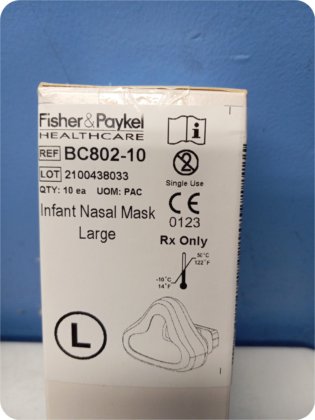 Fisher&Paykel
HEALTHCARE
REF BC802-10
LOT 2100438033
QTY: 10 ea UOM: PAC
Single Use
CE
0123
Infant Nasal Mask
Large
Rx Only
50°C
122°F
-10°C
14°F
L